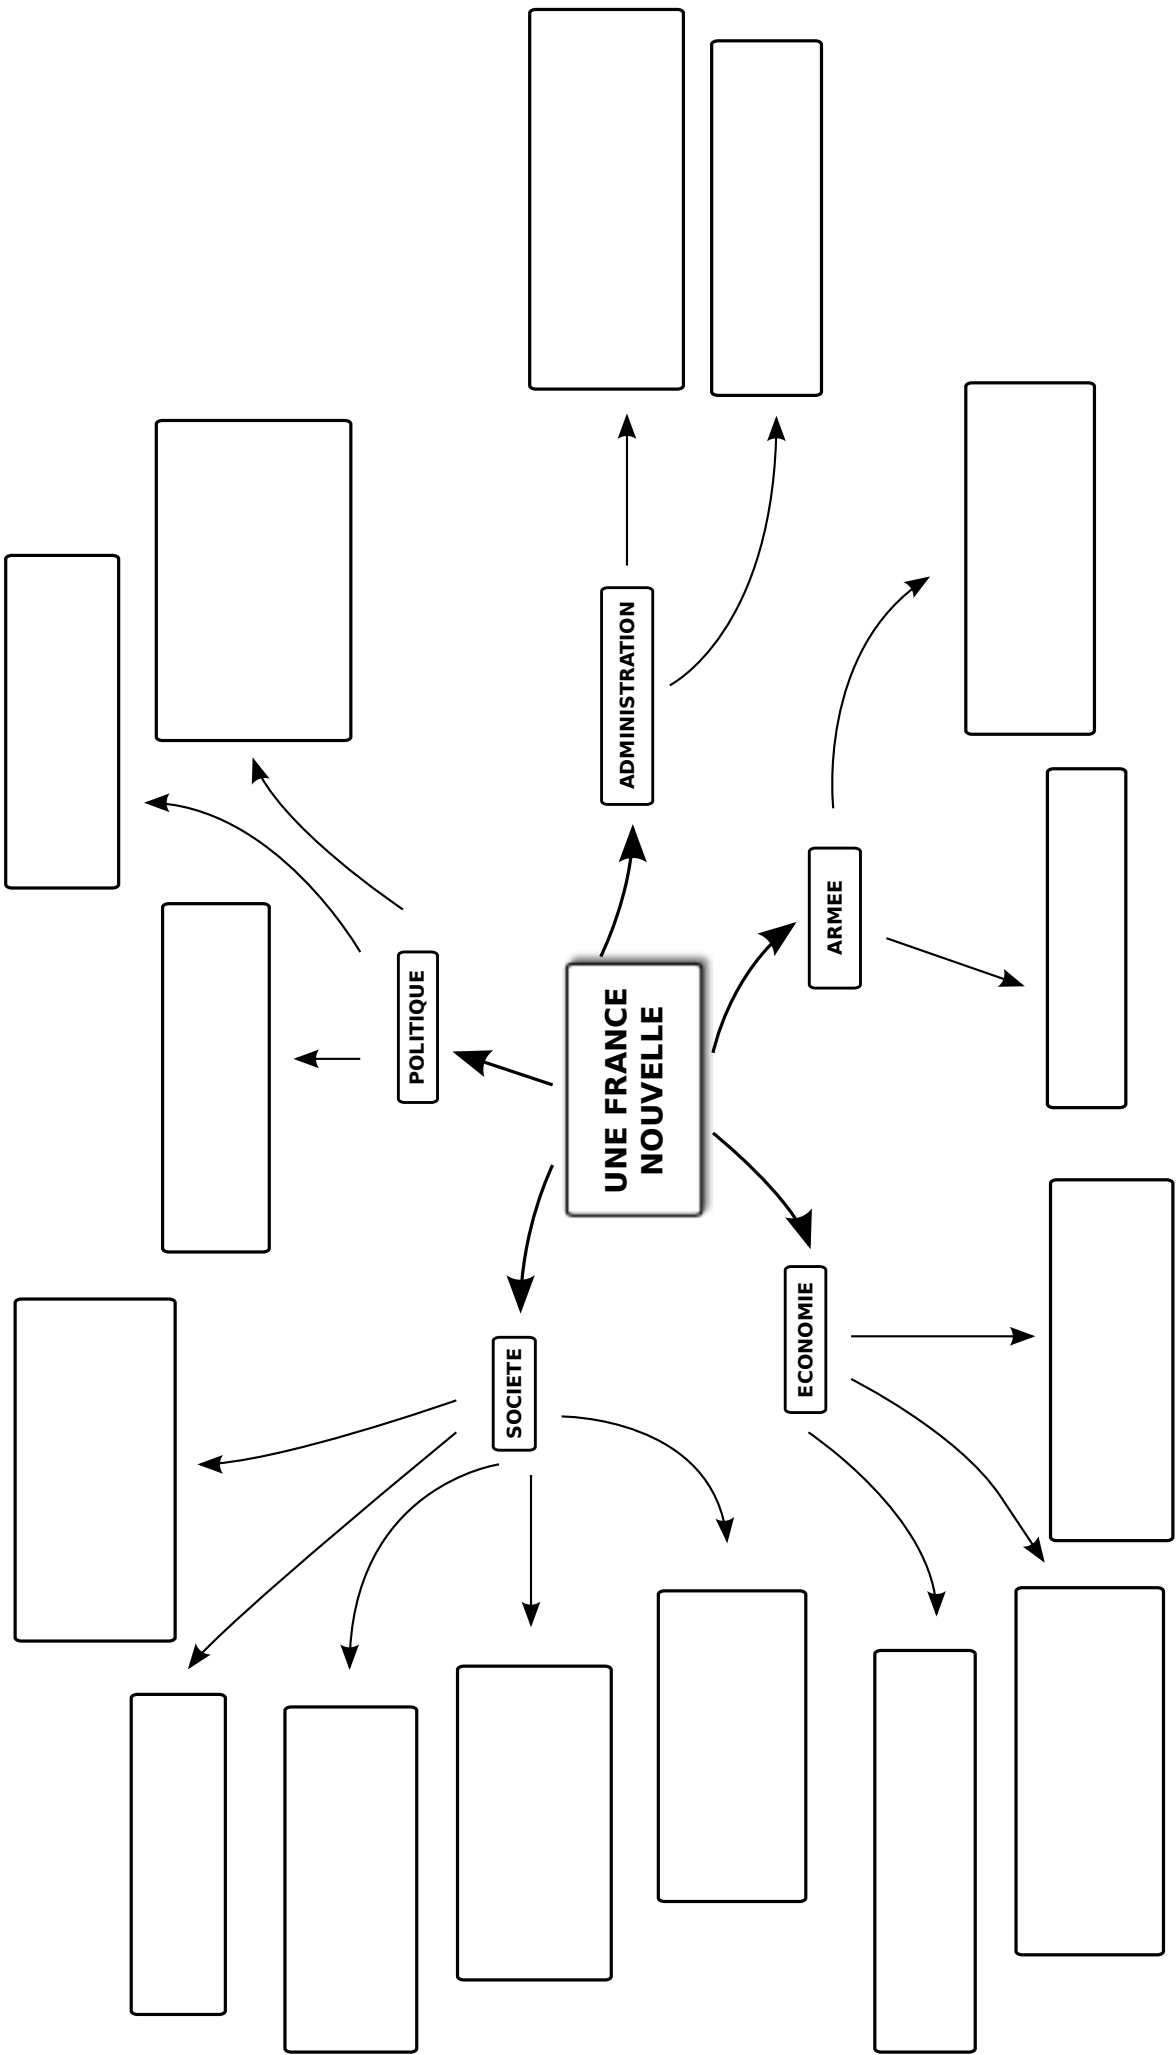 ADMINISTRATION
POLITIQUE
ARMEE
UNE FRANCE
NOUVELLE
SOCIETE
ECONOMIE